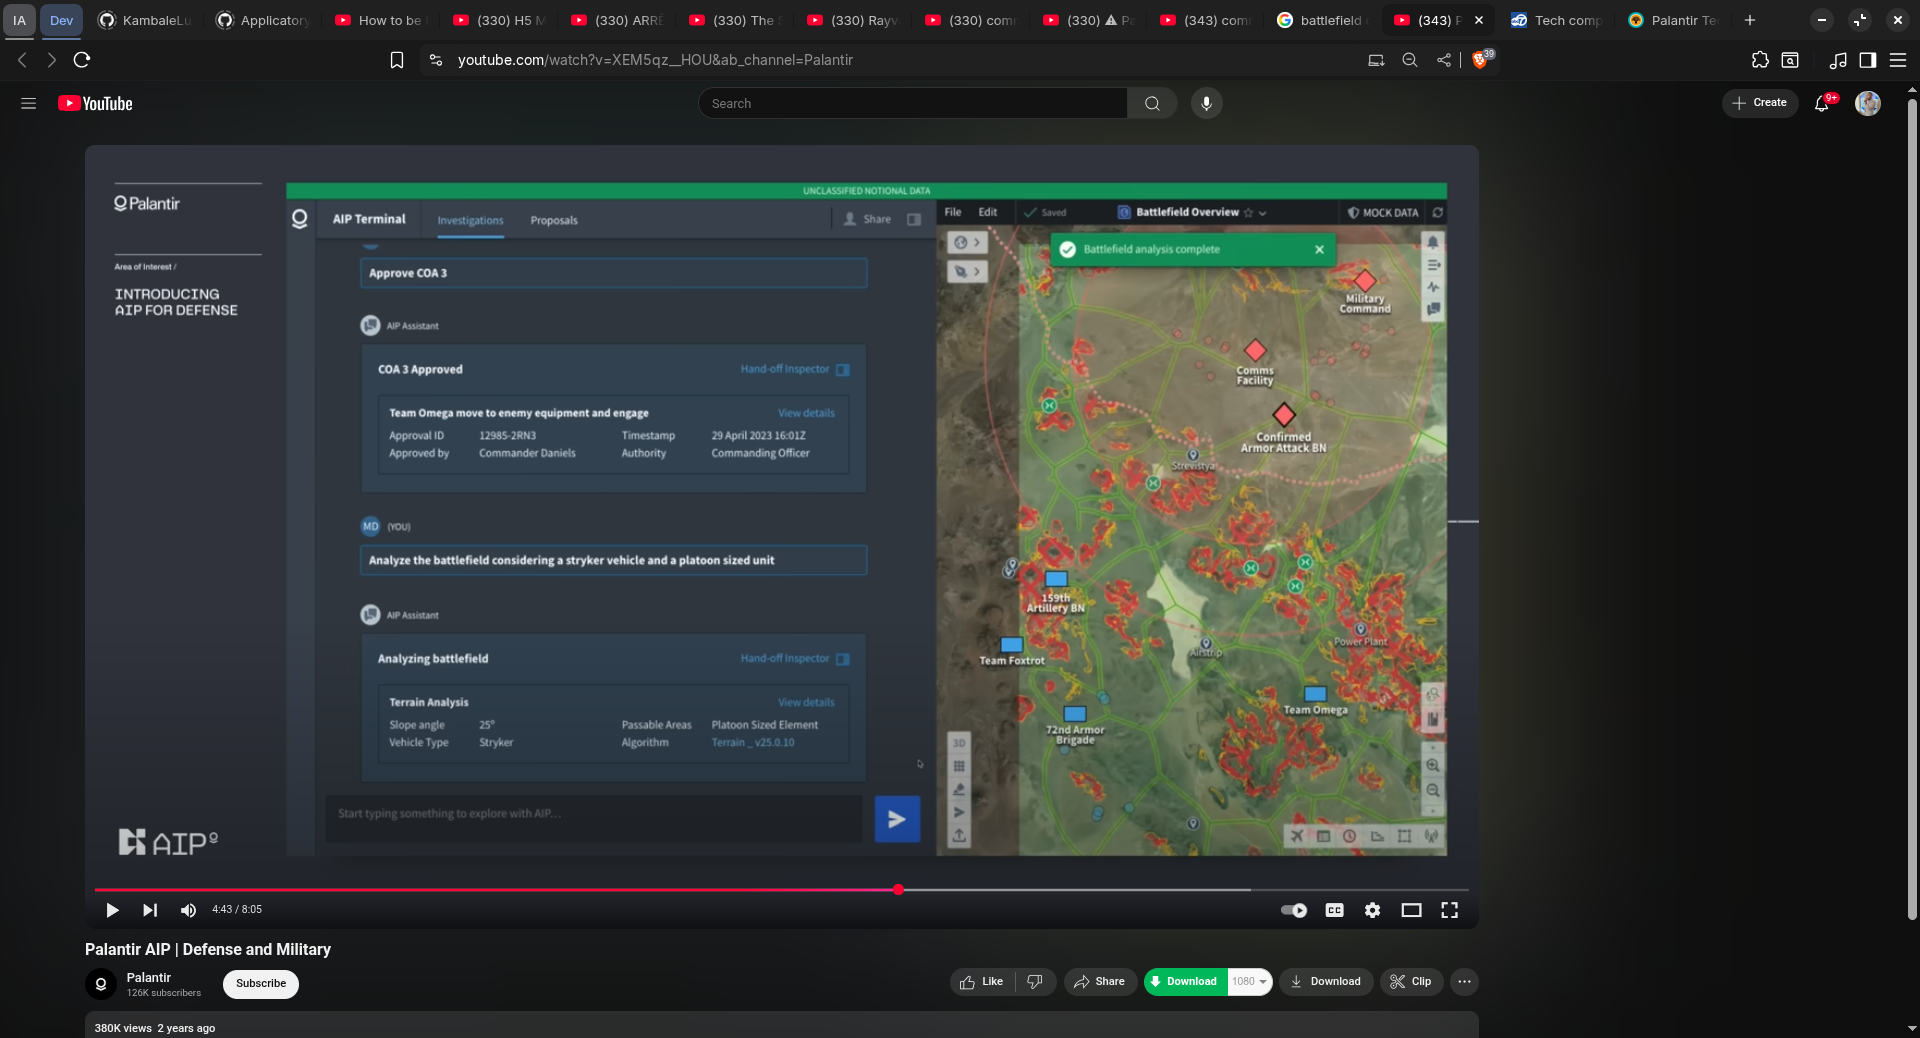 IA
Dev
KambaleLu
Applicatory
How to be
(330) H5 M
(330) ARRÊ
(330) The S
(330) Rayv
(330) com
(330) ⚠ Pa
(343) com
battlefield
(343) P
Tech comp
Palantir Te
youtube.com/watch?v=XEM5qz__HOU&ab_channel=Palantir
39
YouTube
Search
Create
9+
Palantir
Area of Interest /
INTRODUCING
AIP FOR DEFENSE
AIP
UNCLASSIFIED NOTIONAL DATA
AIP Terminal
Investigations
Proposals
Share
Approve COA 3
AIP Assistant
COA 3 Approved
Hand-off Inspector
Team Omega move to enemy equipment and engage
View details
Approval ID 12985-2RN3 Timestamp 29 April 2023 16:01Z
Approved by Commander Daniels Authority Commanding Officer
MD (YOU)
Analyze the battlefield considering a stryker vehicle and a platoon sized unit
AIP Assistant
Analyzing battlefield
Hand-off Inspector
Terrain Analysis
View details
Slope angle 25° Passable Areas Platoon Sized Element
Vehicle Type Stryker Algorithm Terrain _ v25.0.10
Start typing something to explore with AIP...
File
Edit
Saved
Battlefield Overview
MOCK DATA
Battlefield analysis complete
Military
Command
Comms
Facility
Confirmed
Armor Attack BN
Strevistya
159th
Artillery BN
Team Foxtrot
Airstrip
Power Plant
Team Omega
72nd Armor
Brigade
3D
4:43 / 8:05
CC
Palantir AIP | Defense and Military
Palantir
126K subscribers
Subscribe
Like
Share
Download
1080
Download
Clip
380K views 2 years ago